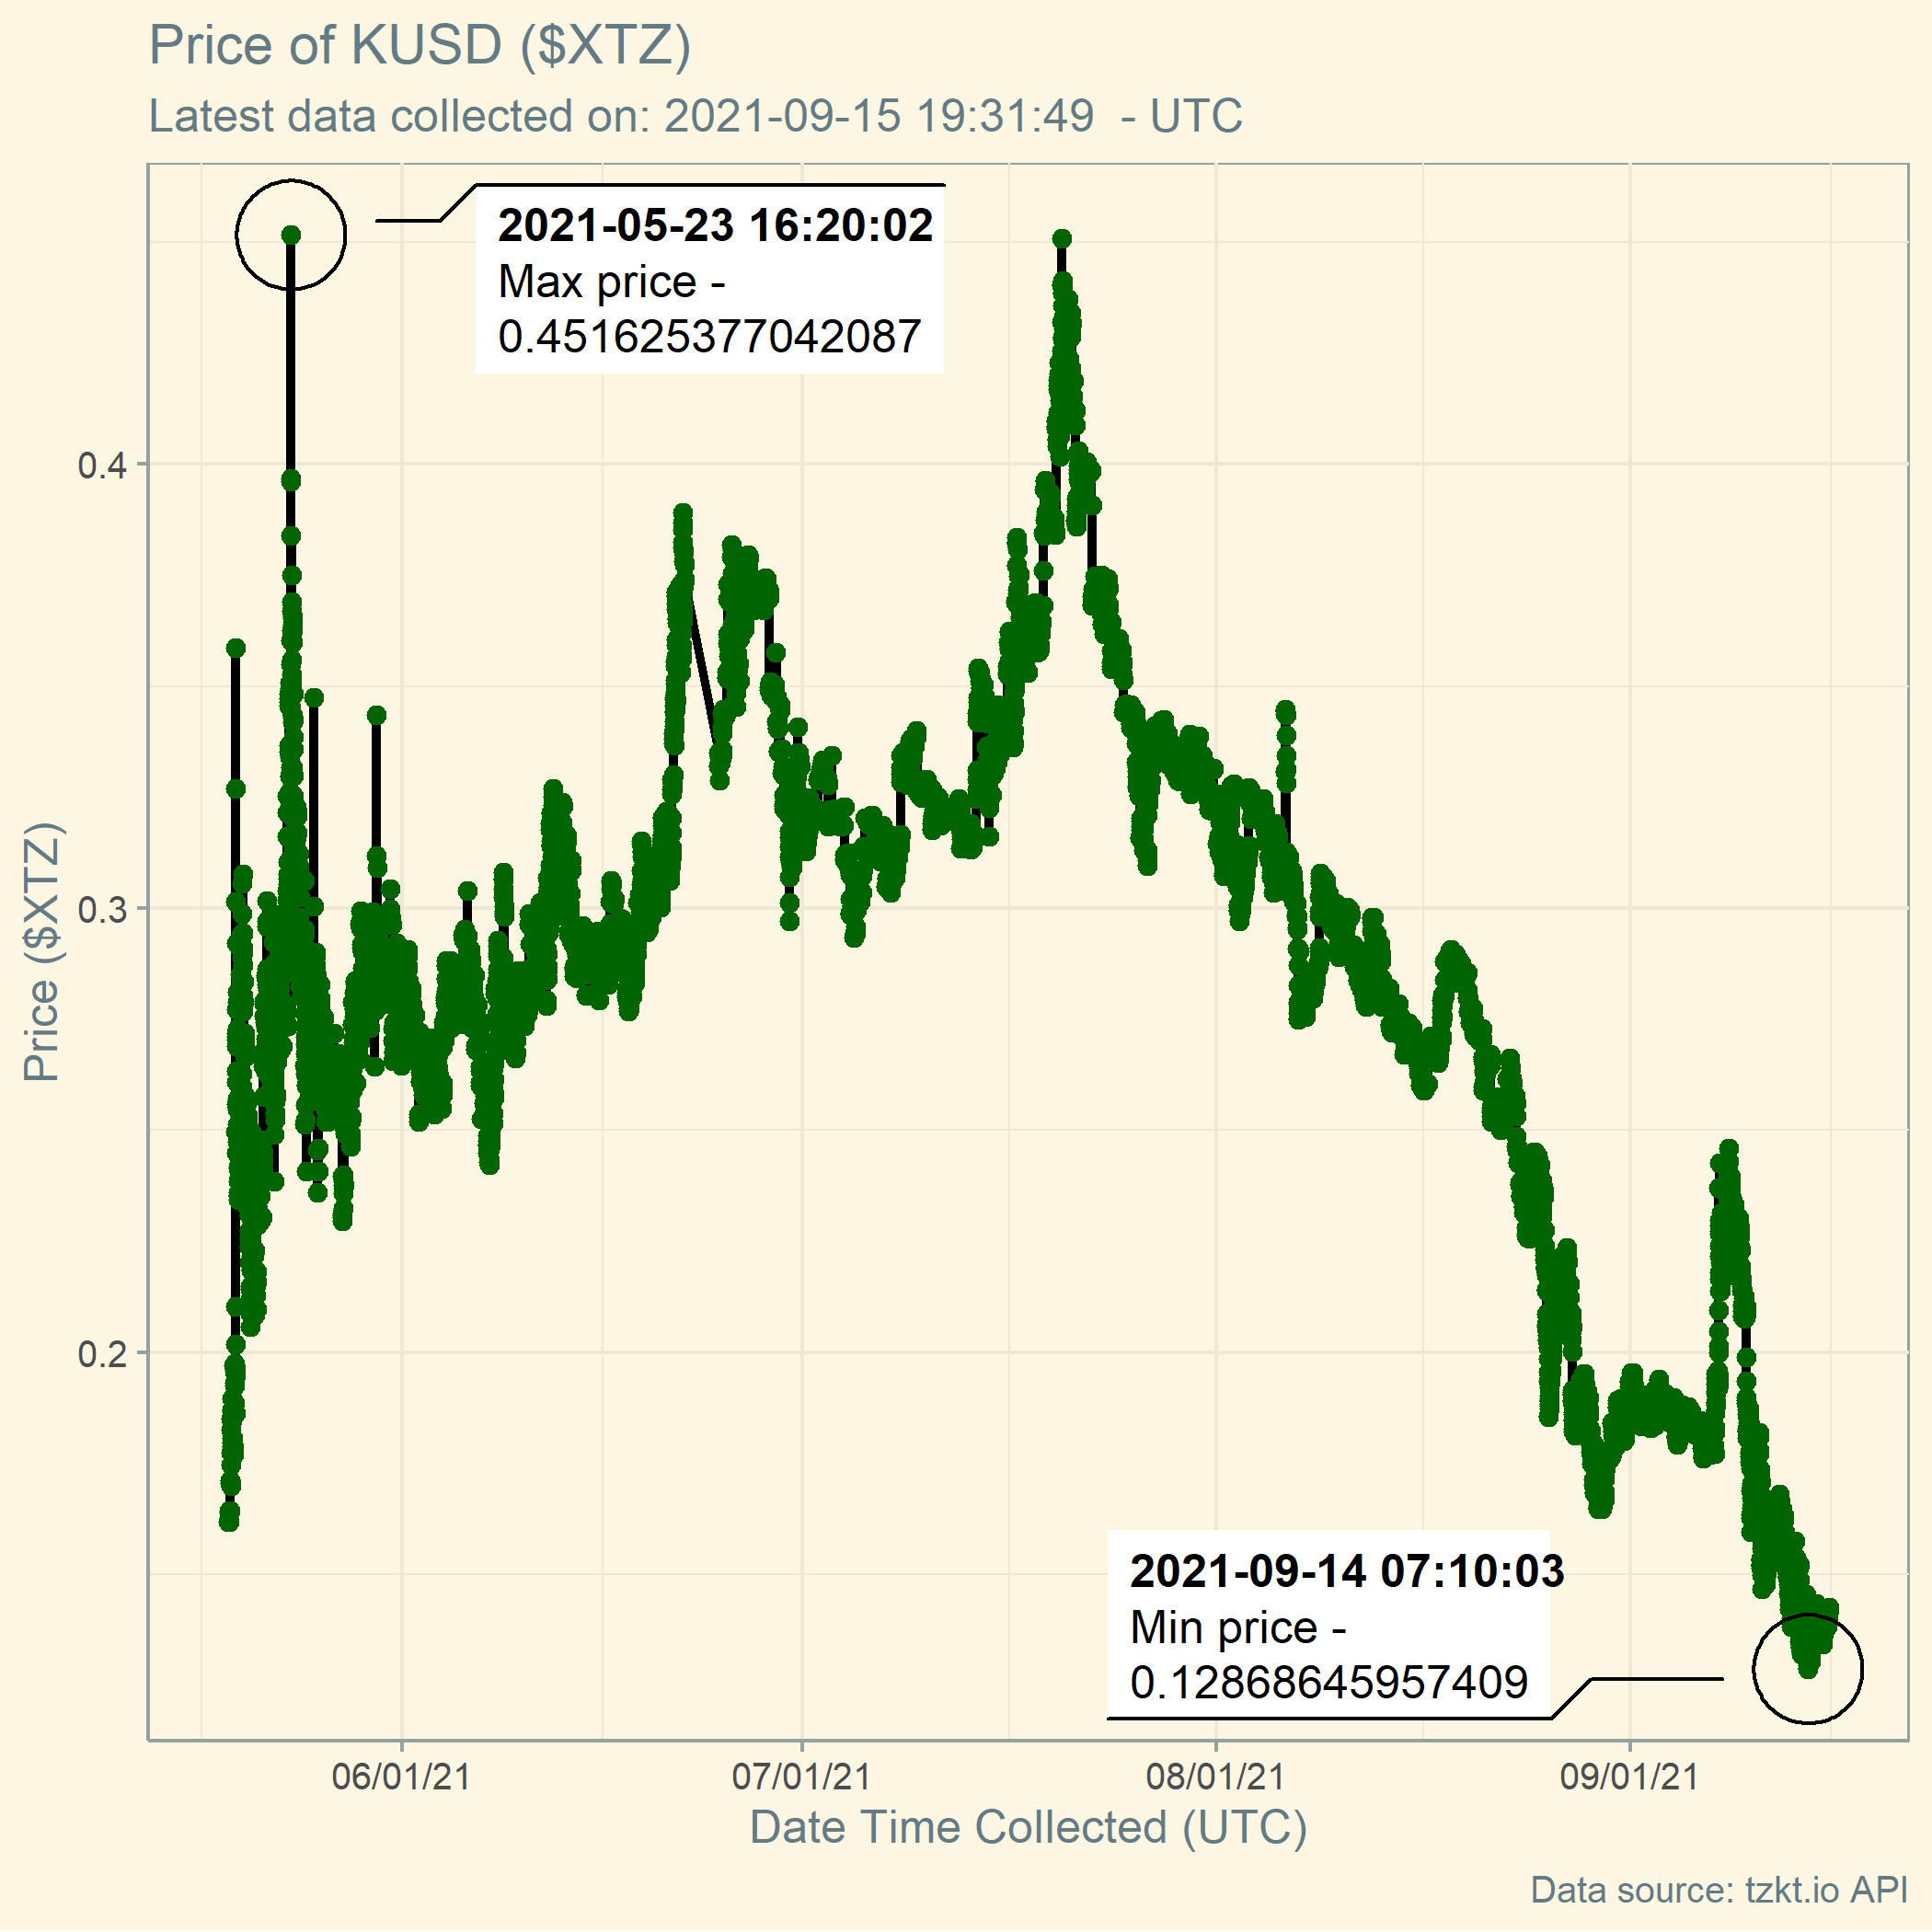 Price of KUSD ($XTZ)
Latest data collected on: 2021-09-15 19:31:49  - UTC
2021-05-23 16:20:02
Max price -
0.451625377042087
0.4
0.3
0.2
Price ($XTZ)
2021-09-14 07:10:03
Min price -
0.12868645957409
06/01/21
07/01/21
08/01/21
09/01/21
Date Time Collected (UTC)
Data source: tzkt.io API